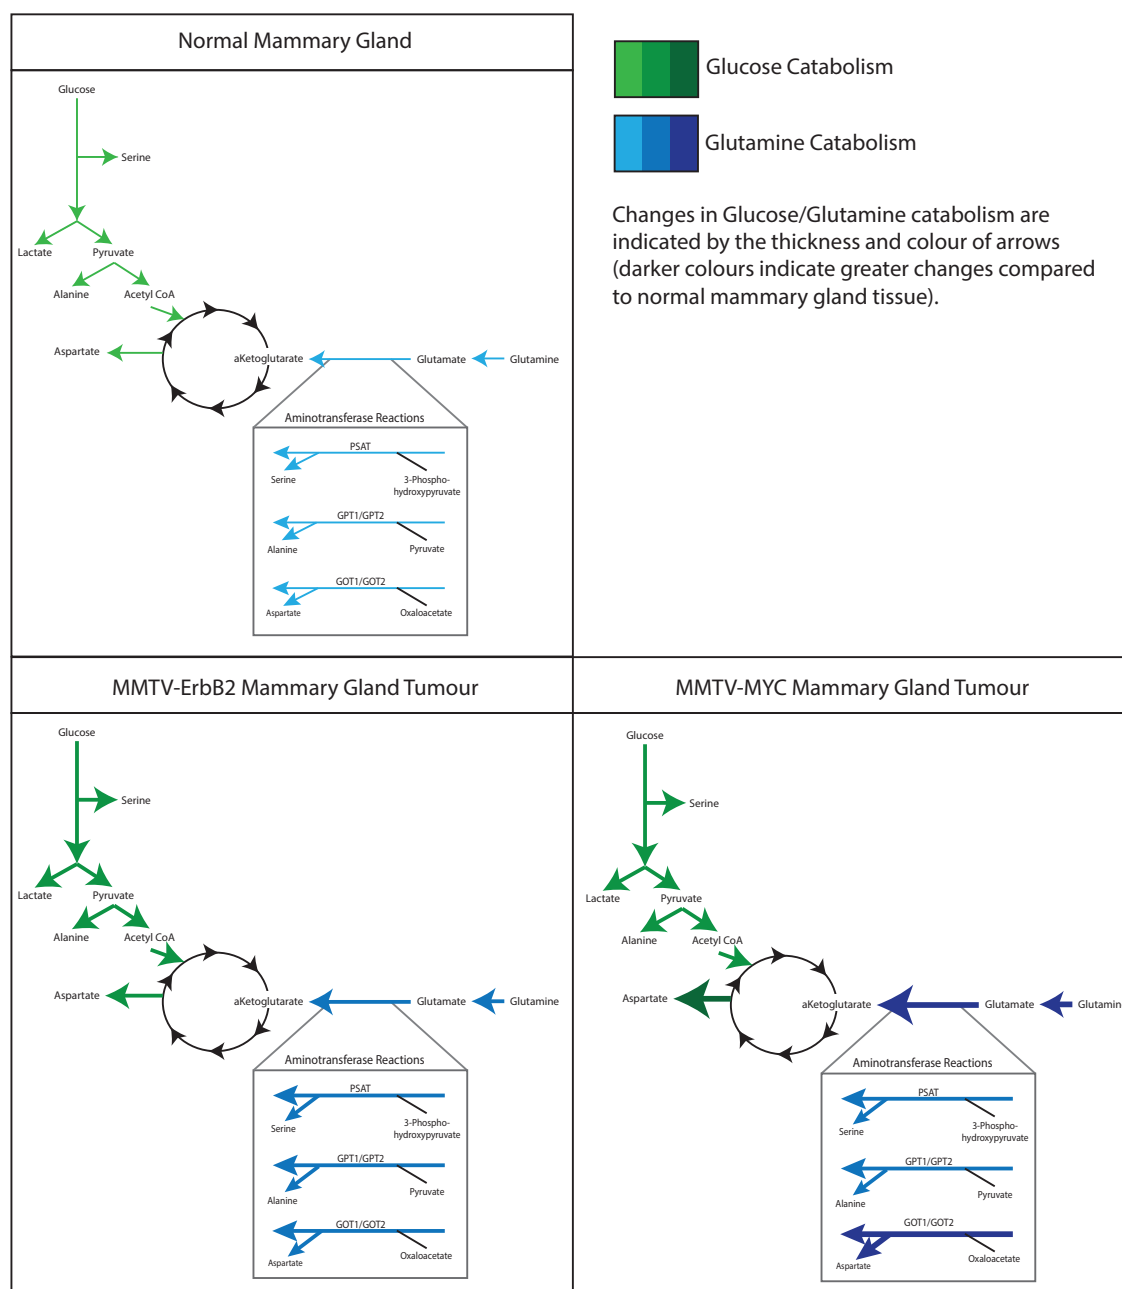 Normal Mammary Gland
Glucose
Serine
Lactate
Pyruvate
Alanine
Acetyl CoA
Aspartate
aKetoglutarate
Glutamate
Glutamine
Aminotransferase Reactions
PSAT
Serine
3-Phospho-
hydroxypyruvate
GPT1/GPT2
Alanine
Pyruvate
GOT1/GOT2
Aspartate
Oxaloacetate
Glucose Catabolism
Glutamine Catabolism
Changes in Glucose/Glutamine catabolism are
indicated by the thickness and colour of arrows
(darker colours indicate greater changes compared
to normal mammary gland tissue).
MMTV-ErbB2 Mammary Gland Tumour
Glucose
Serine
Lactate
Pyruvate
Alanine
Acetyl CoA
Aspartate
aKetoglutarate
Glutamate
Glutamine
Aminotransferase Reactions
PSAT
Serine
3-Phospho-
hydroxypyruvate
GPT1/GPT2
Alanine
Pyruvate
GOT1/GOT2
Aspartate
Oxaloacetate
MMTV-MYC Mammary Gland Tumour
Glucose
Serine
Lactate
Pyruvate
Alanine
Acetyl CoA
Aspartate
aKetoglutarate
Glutamate
Glutamin
Aminotransferase Reactions
PSAT
Serine
3-Phospho-
hydroxypyruvate
GPT1/GPT2
Alanine
Pyruvate
GOT1/GOT2
Aspartate
Oxaloacetate